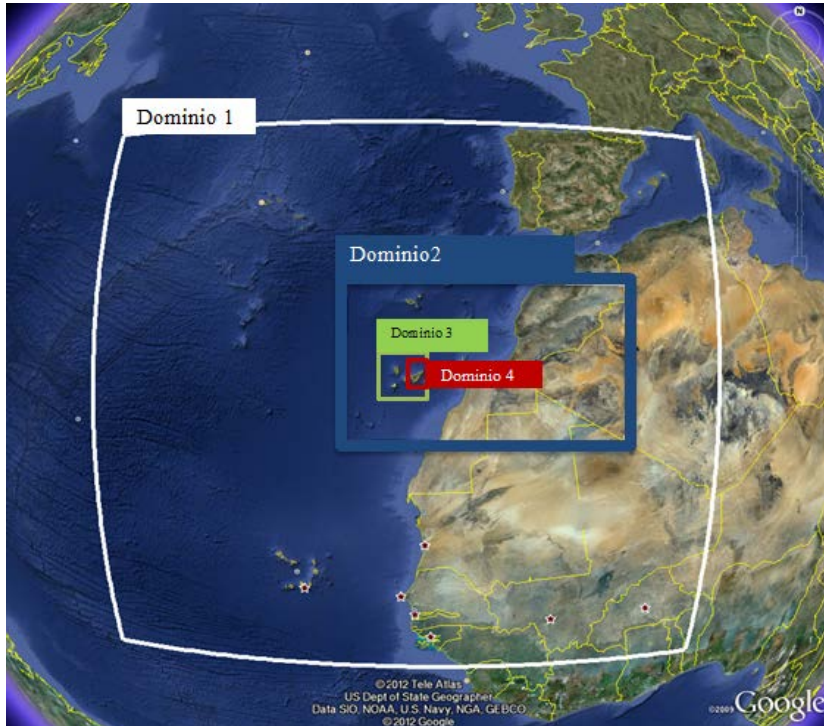 N
Dominio 1
Dominio2
Dominio 3
Dominio 4
©2012 Tele Atlas
US Dept of State Geographer
Data SIO, NOAA, U.S. Navy, NGA, GEBCO
©2012 Google
©2009 Google